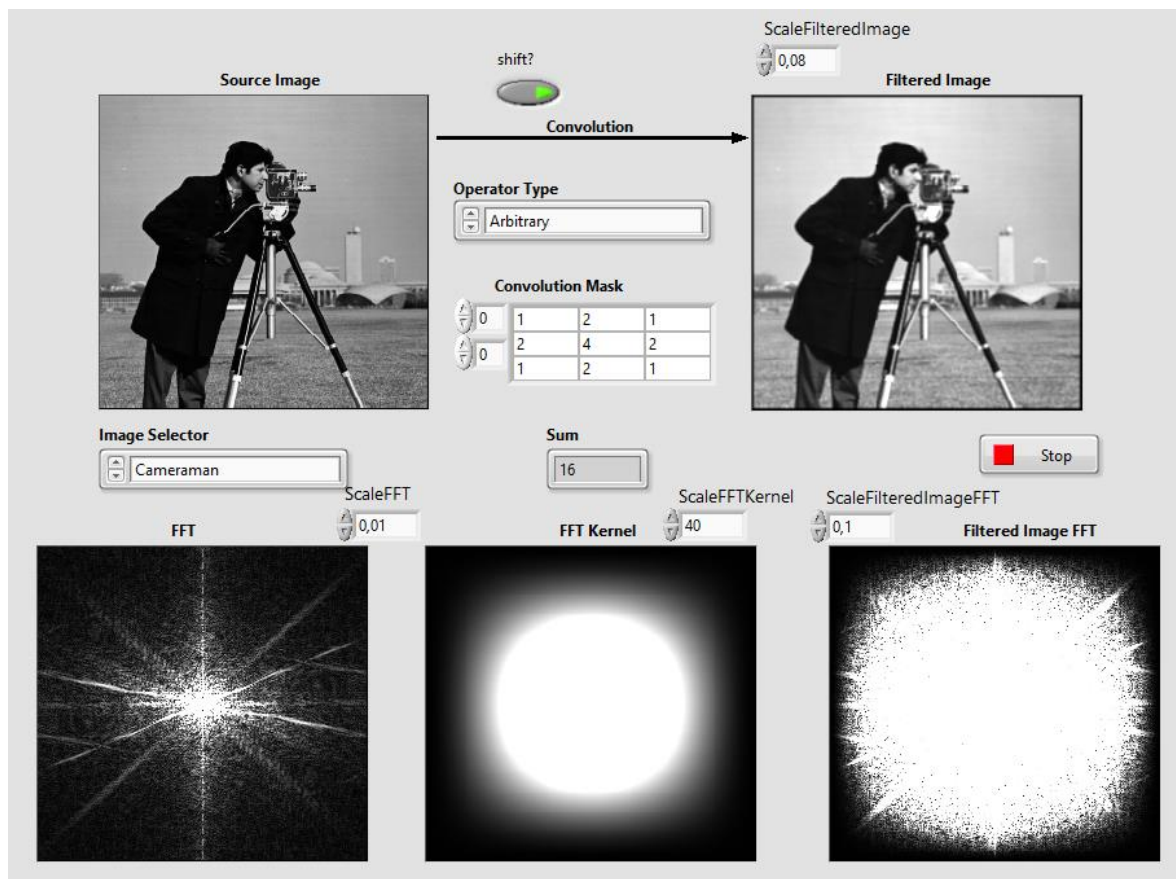 ScaleFilteredImage
0,08
shift?
Source Image
Filtered Image
Convolution
Operator Type
Arbitrary
Convolution Mask
0
1 2 1
0
2 4 2
1 2 1
Image Selector
Cameraman
Sum
16
Stop
ScaleFFT
0,01
ScaleFFTKernel
40
ScaleFilteredImageFFT
0,1
FFT
FFT Kernel
Filtered Image FFT